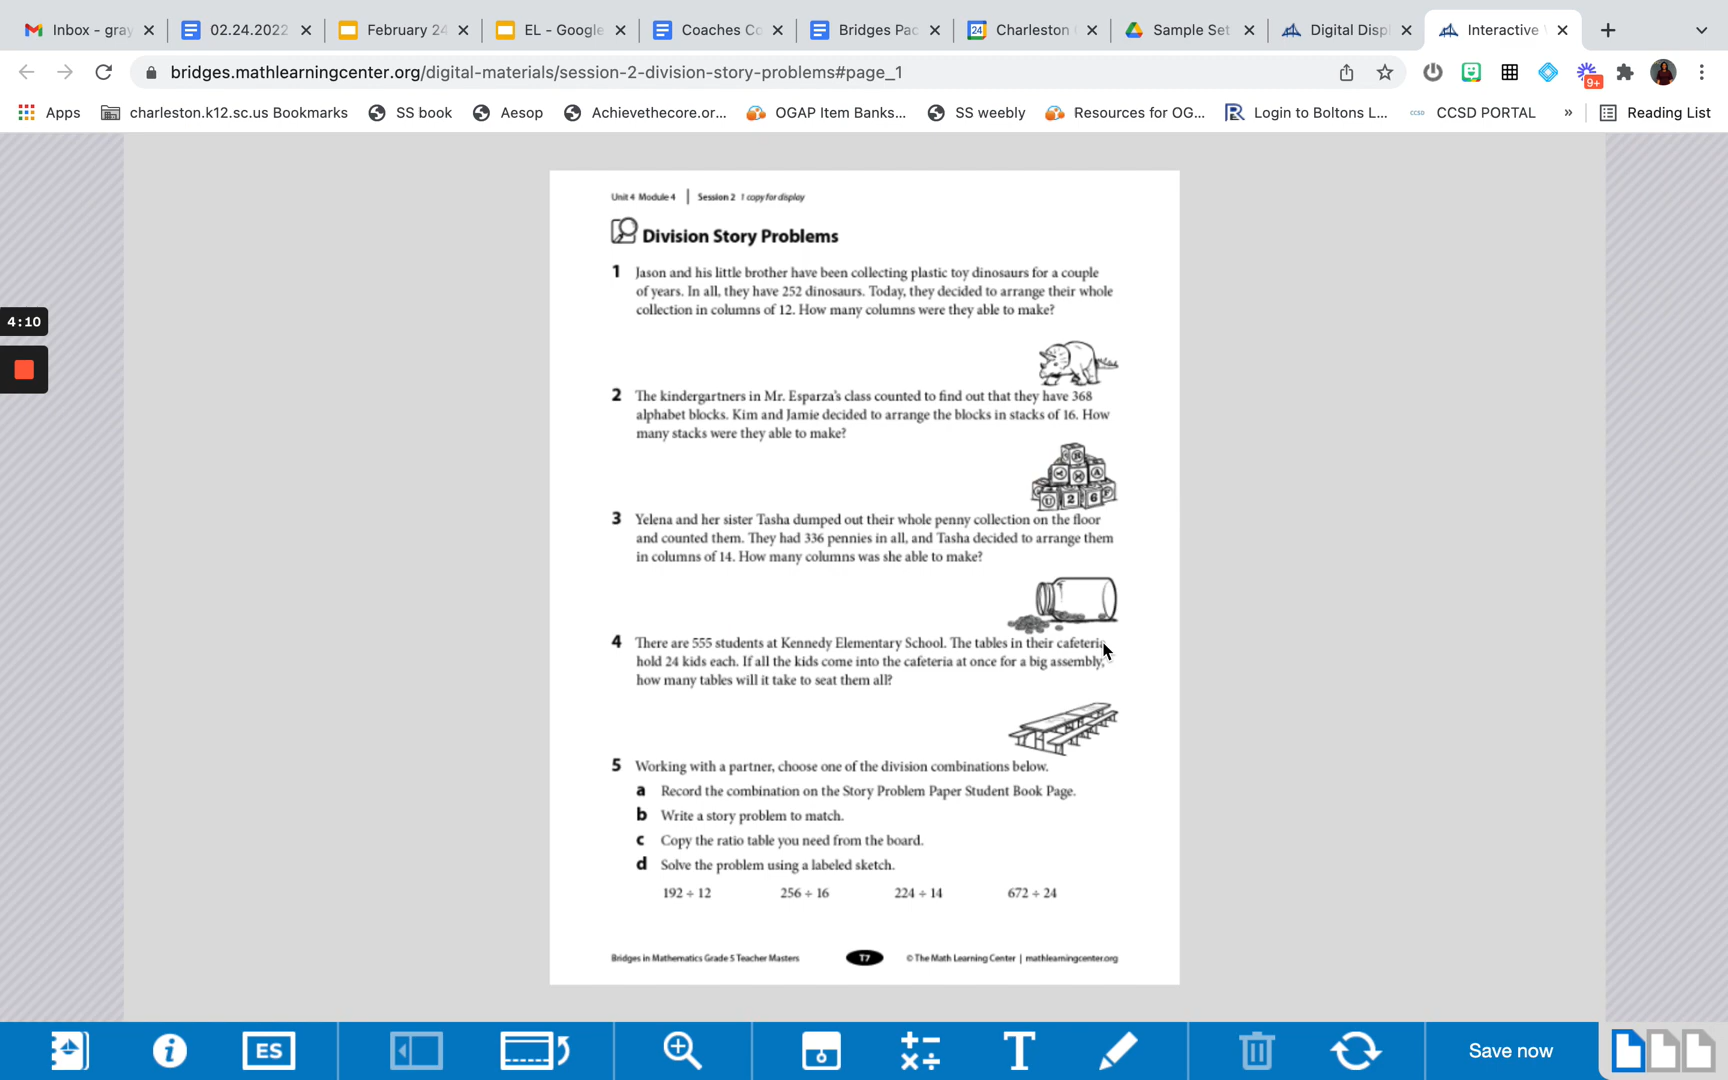 Inbox - gray
02.24.2022
February 24
EL - Google
Coaches Co
Bridges Pac
24
Charleston
Sample Set
Digital Displ
Interactive
bridges.mathlearningcenter.org/digital-materials/session-2-division-story-problems#page_1
9+
Apps
charleston.k12.sc.us Bookmarks
SS book
Aesop
Achievethecore.or...
OGAP Item Banks...
SS weebly
Resources for OG...
Login to Boltons L...
CCSD PORTAL
»
Reading List
4:10
Unit 4 Module 4 | Session 2 1 copy for display
Division Story Problems
1 Jason and his little brother have been collecting plastic toy dinosaurs for a couple
of years. In all, they have 252 dinosaurs. Today, they decided to arrange their whole
collection in columns of 12. How many columns were they able to make?
2 The kindergartners in Mr. Esparza's class counted to find out that they have 368
alphabet blocks. Kim and Jamie decided to arrange the blocks in stacks of 16. How
many stacks were they able to make?
U 2 6
3 Yelena and her sister Tasha dumped out their whole penny collection on the floor
and counted them. They had 336 pennies in all, and Tasha decided to arrange them
in columns of 14. How many columns was she able to make?
4 There are 555 students at Kennedy Elementary School. The tables in their cafeteria
hold 24 kids each. If all the kids come into the cafeteria at once for a big assembly,
how many tables will it take to seat them all?
5 Working with a partner, choose one of the division combinations below.
a Record the combination on the Story Problem Paper Student Book Page.
b Write a story problem to match.
c Copy the ratio table you need from the board.
d Solve the problem using a labeled sketch.
192 ÷ 12 256 ÷ 16 224 ÷ 14 672 ÷ 24
Bridges in Mathematics Grade 5 Teacher Masters T7 © The Math Learning Center | mathlearningcenter.org
ES
T
Save now